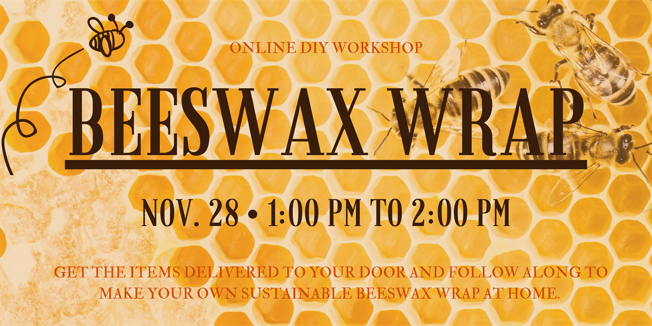 ONLINE DIY WORKSHOP
BEESWAX WRAP
NOV. 28 • 1:00 PM TO 2:00 PM
GET THE ITEMS DELIVERED TO YOUR DOOR AND FOLLOW ALONG TO
MAKE YOUR OWN SUSTAINABLE BEESWAX WRAP AT HOME.